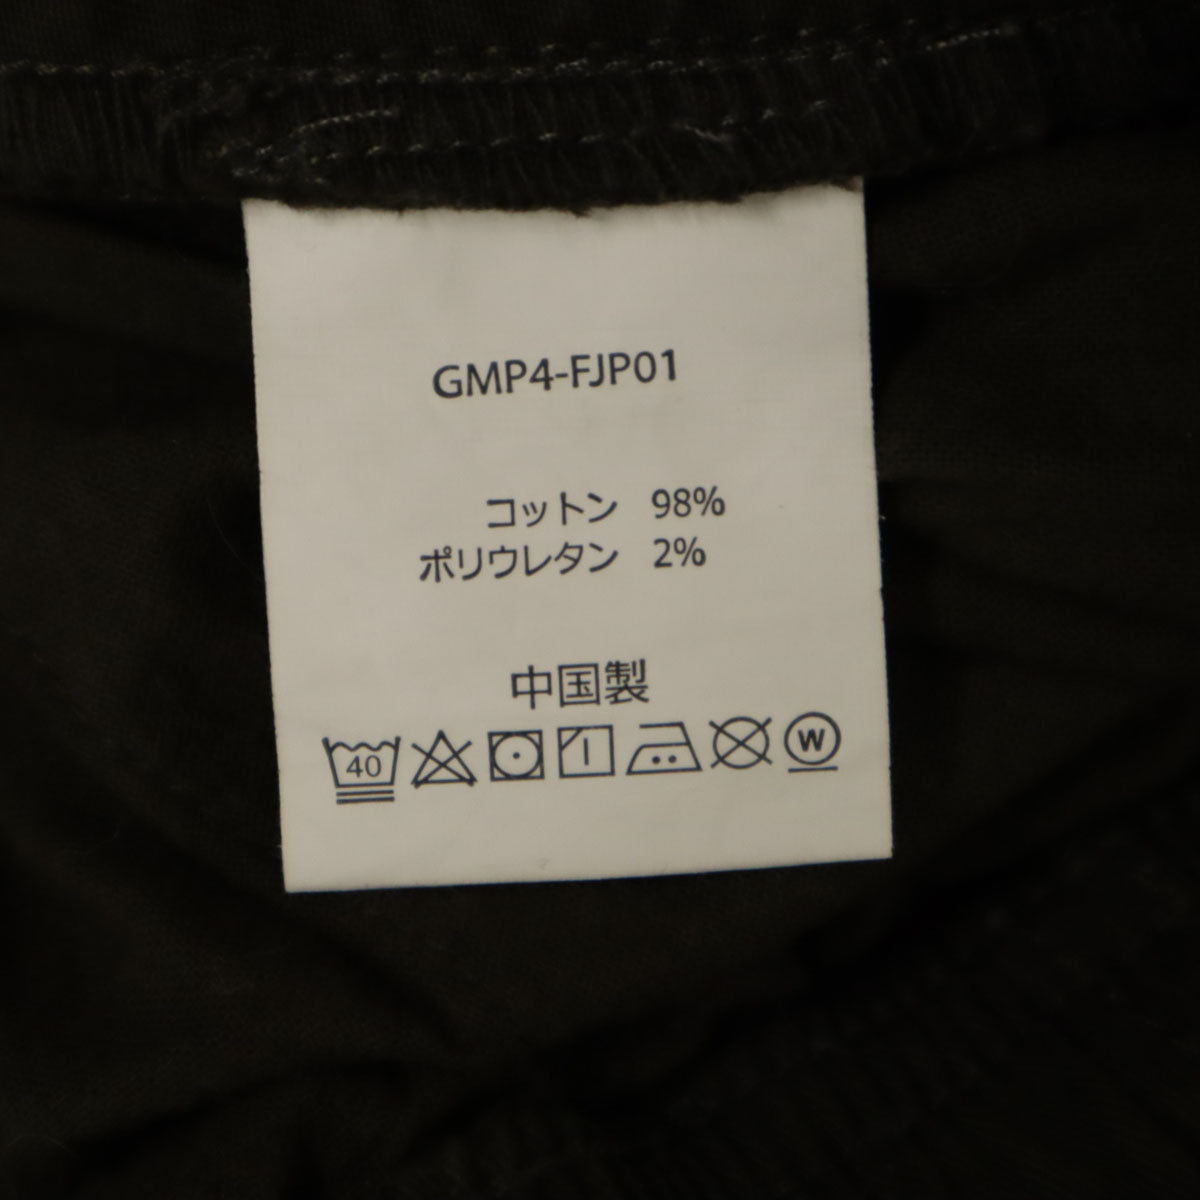 GMP4-FJP01
コットン 98%
ポリウレタン 2%
中国製
40 W